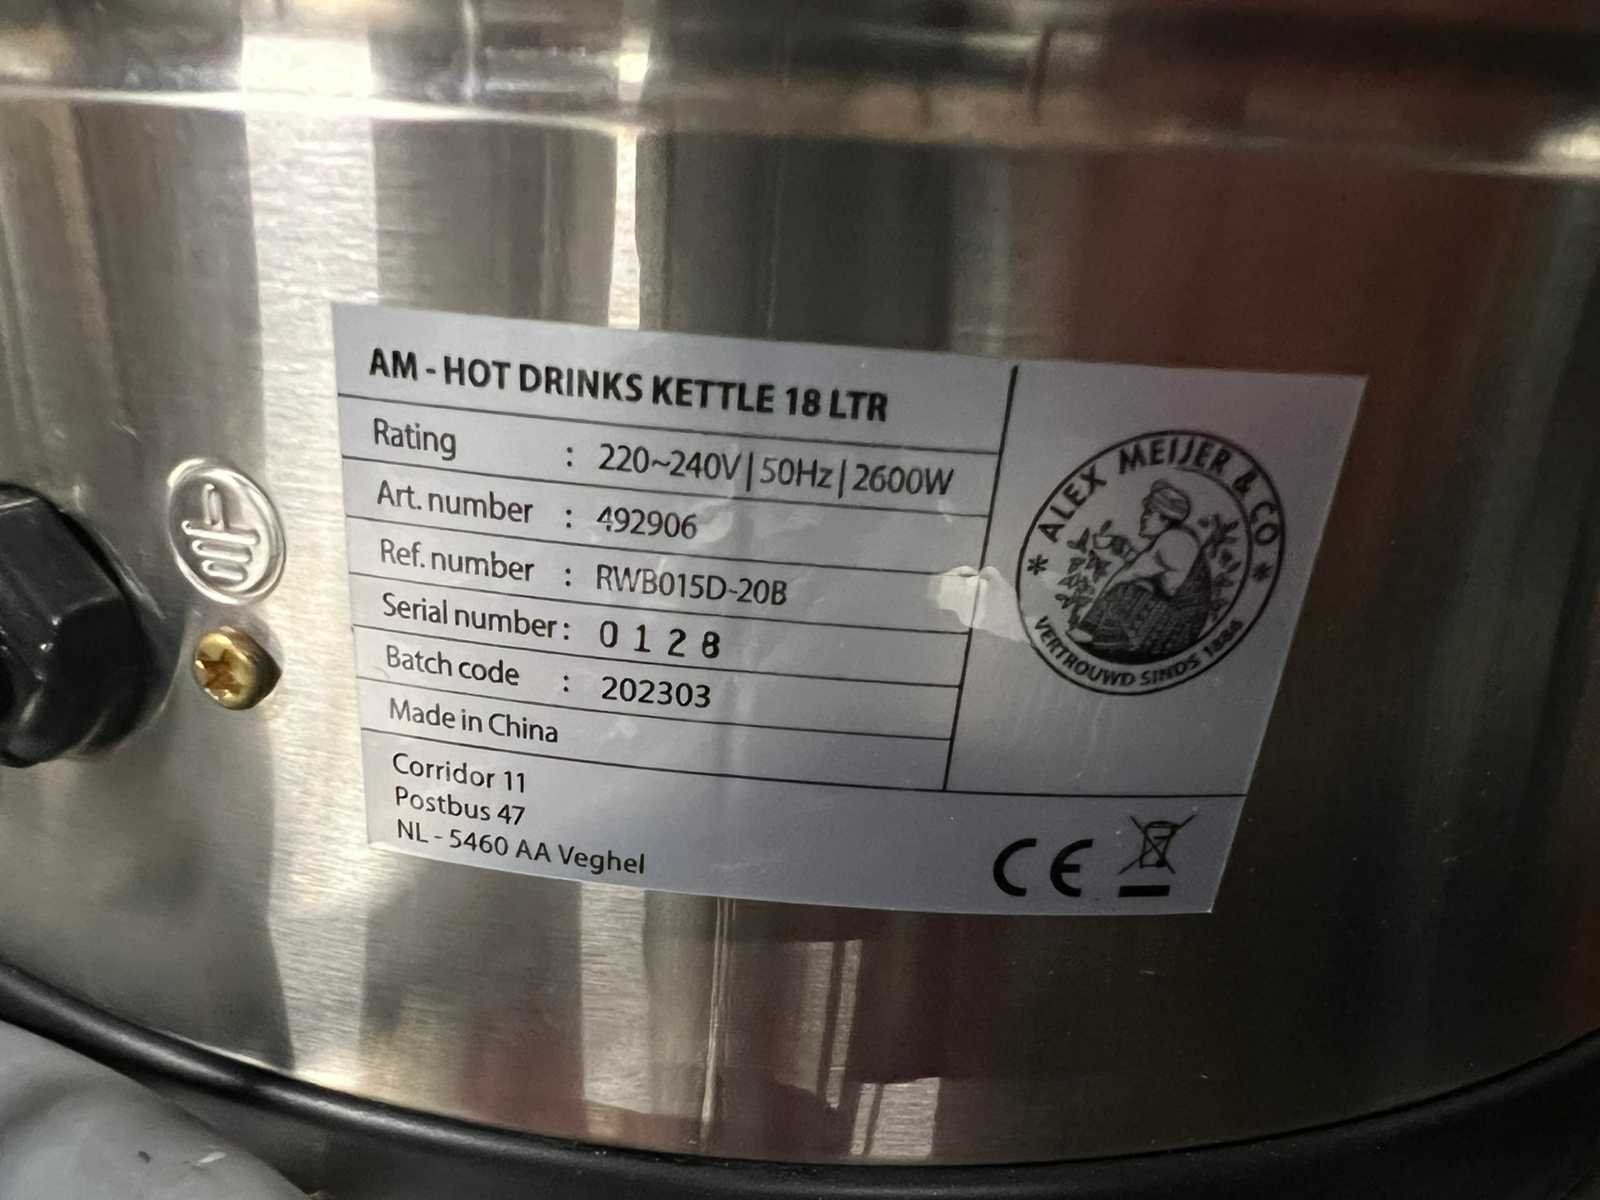 AM - HOT DRINKS KETTLE 18 LTR
Rating : 220~240V|50Hz|2600W
Art. number : 492906
Ref. number : RWB015D-20B
Serial number : 0128
Batch code : 202303
Made in China
Corridor 11
Postbus 47
NL - 5460 AA Veghel
* ALEX MEIJER & CO *
VERTROUWD SINDS 1886
CE